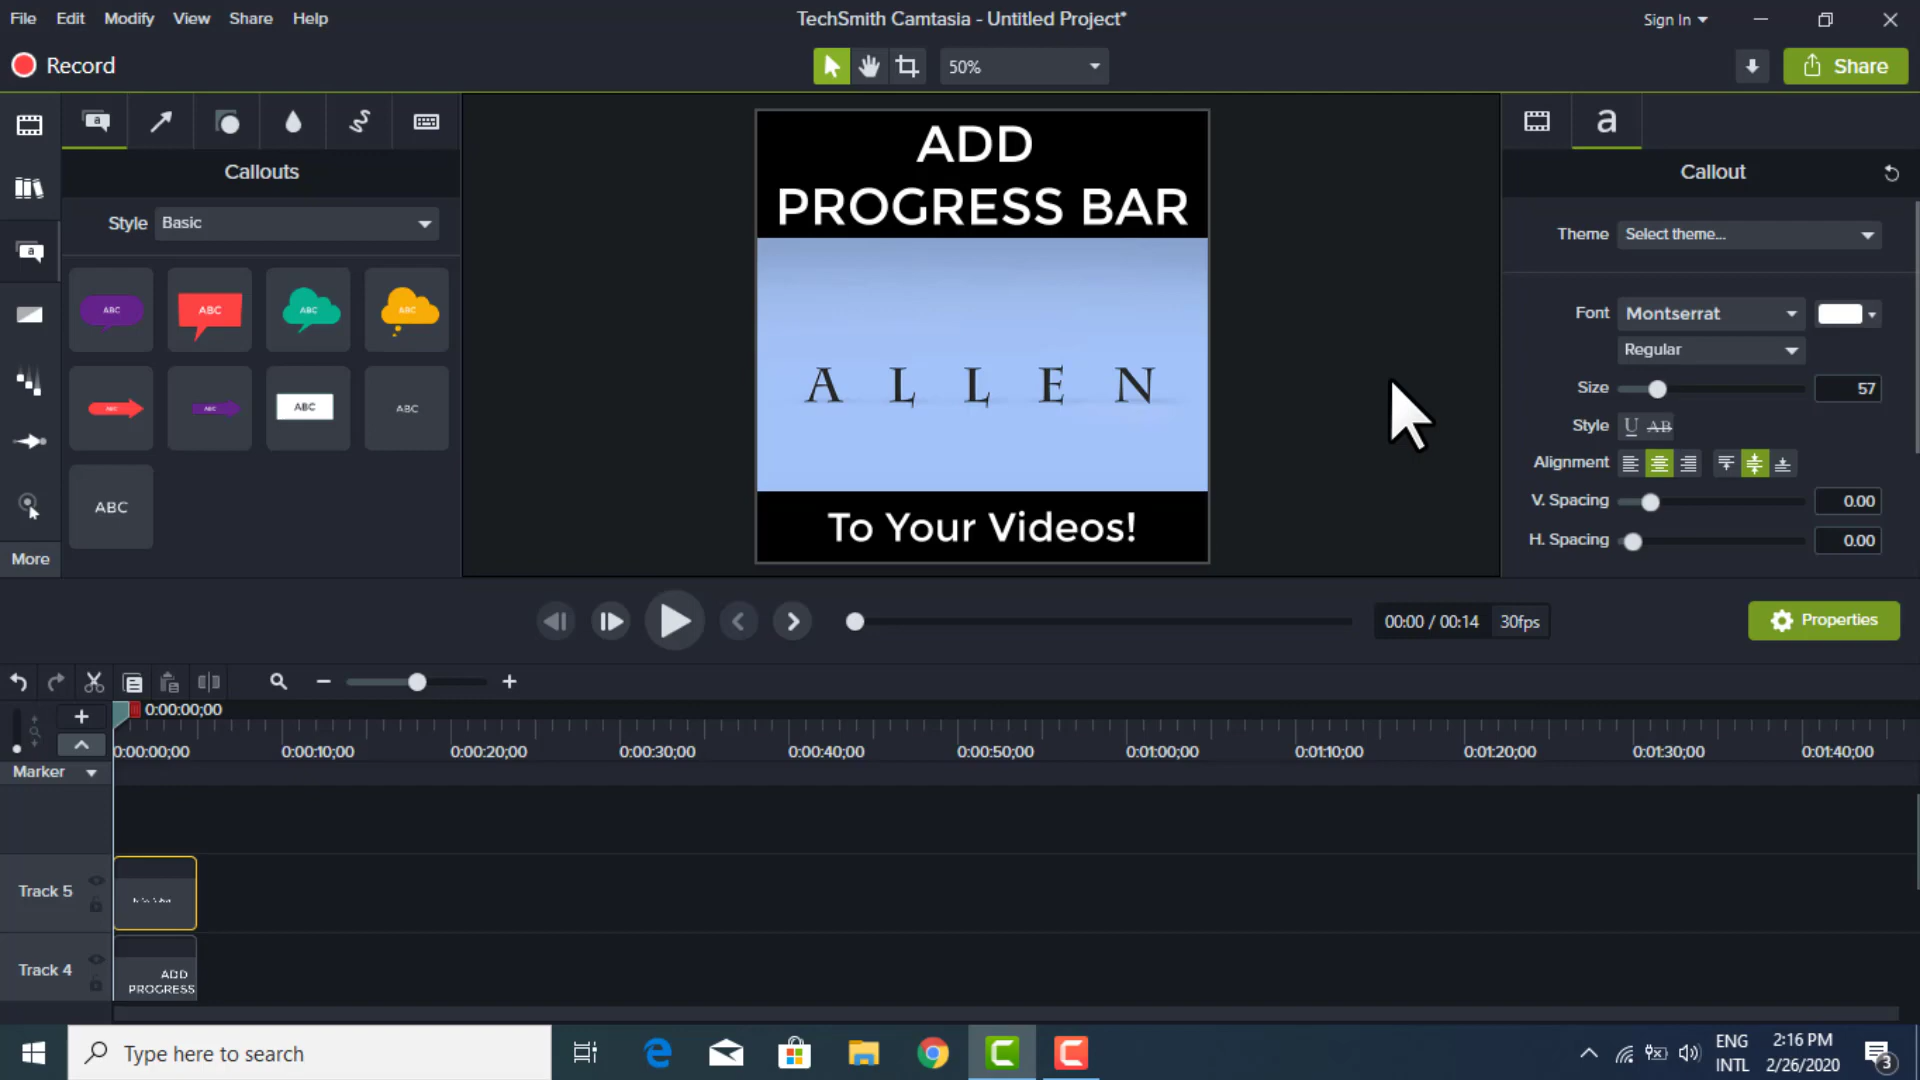 File Edit Modify View Share Help
TechSmith Camtasia - Untitled Project*
Sign In
Record
50%
Share
Callouts
Style Basic
ABC ABC ABC ABC
ABC ABC ABC ABC
ABC
More
ADD
PROGRESS BAR
A L L E N
To Your Videos!
a
Callout
Theme Select theme...
Font Montserrat
Regular
Size 57
Style U AB
Alignment
V. Spacing 0.00
H. Spacing 0.00
00:00 / 00:14 30fps
Properties
0:00:00;00
0:00:00;00 0:00:10;00 0:00:20;00 0:00:30;00 0:00:40;00 0:00:50;00 0:01:00;00 0:01:10;00 0:01:20;00 0:01:30;00 0:01:40;00
Marker
Track 5
Track 4
ADD
PROGRESS
Type here to search
ENG
INTL
2:16 PM
2/26/2020
3